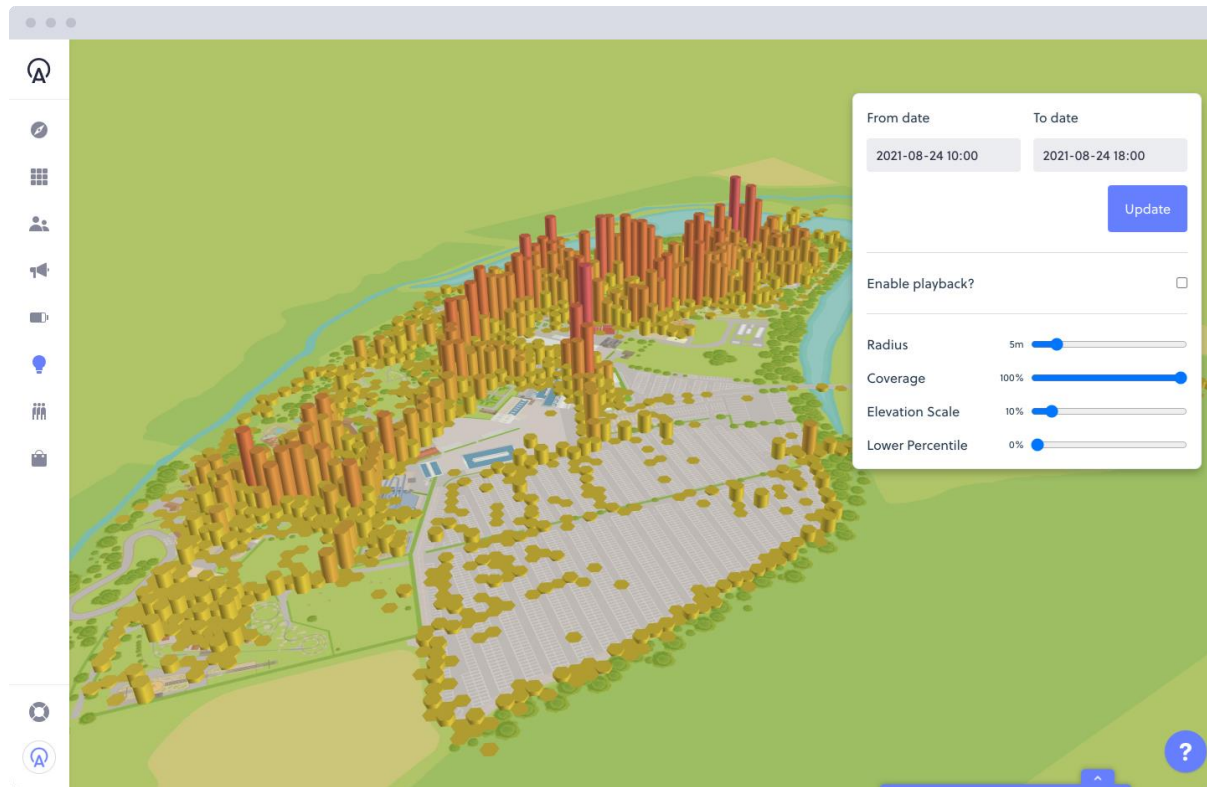 From date To date
2021-08-24 10:00 2021-08-24 18:00
Update
Enable playback?
Radius 5m
Coverage 100%
Elevation Scale 10%
Lower Percentile 0%
?